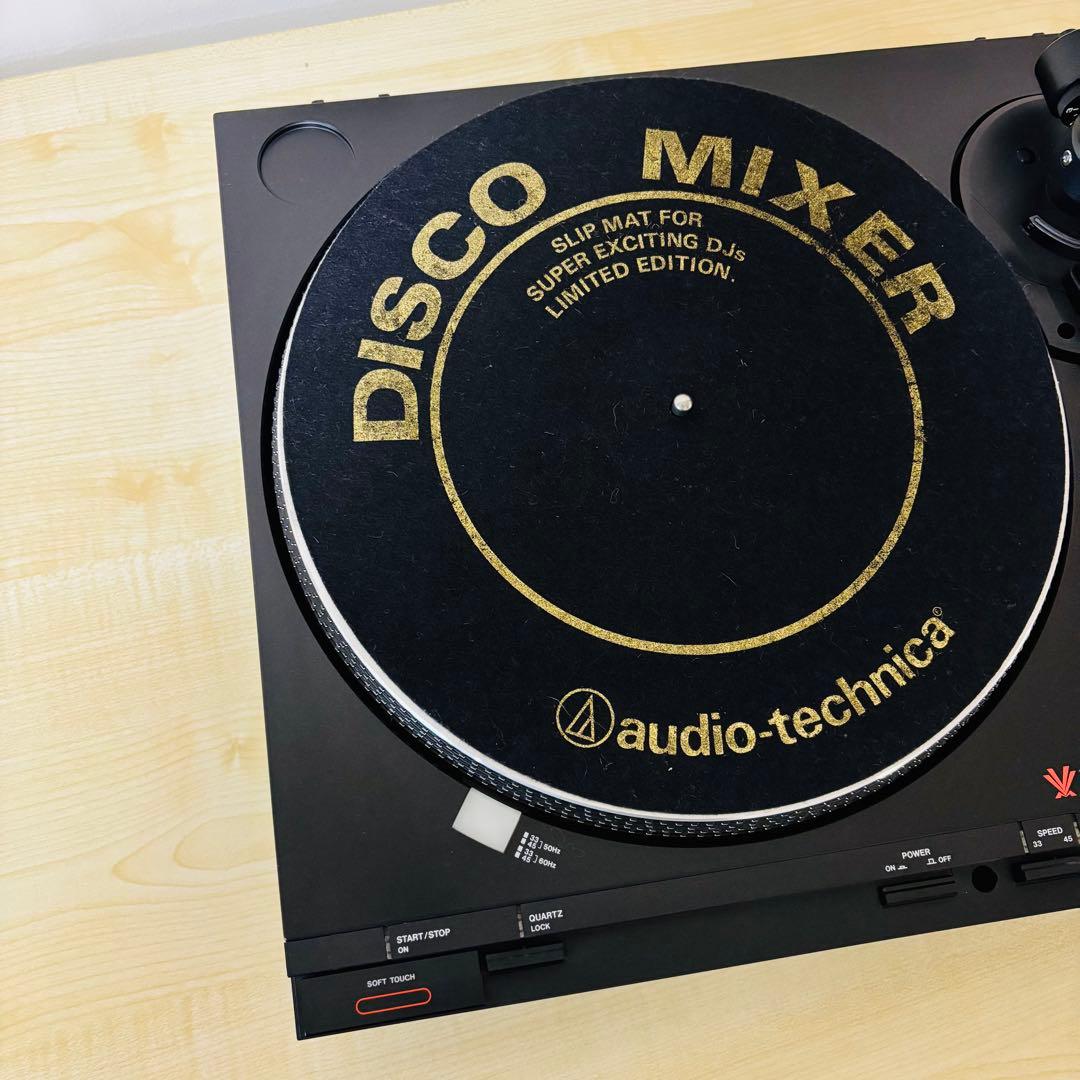 DISCO MIXER
SLIP MAT FOR
SUPER EXCITING DJs
LIMITED EDITION.
audio-technica®
33
45 ] 50Hz
33
45 ] 60Hz
POWER
ON OFF
SPEED
33 45
QUARTZ
LOCK
START/STOP
ON
SOFT TOUCH